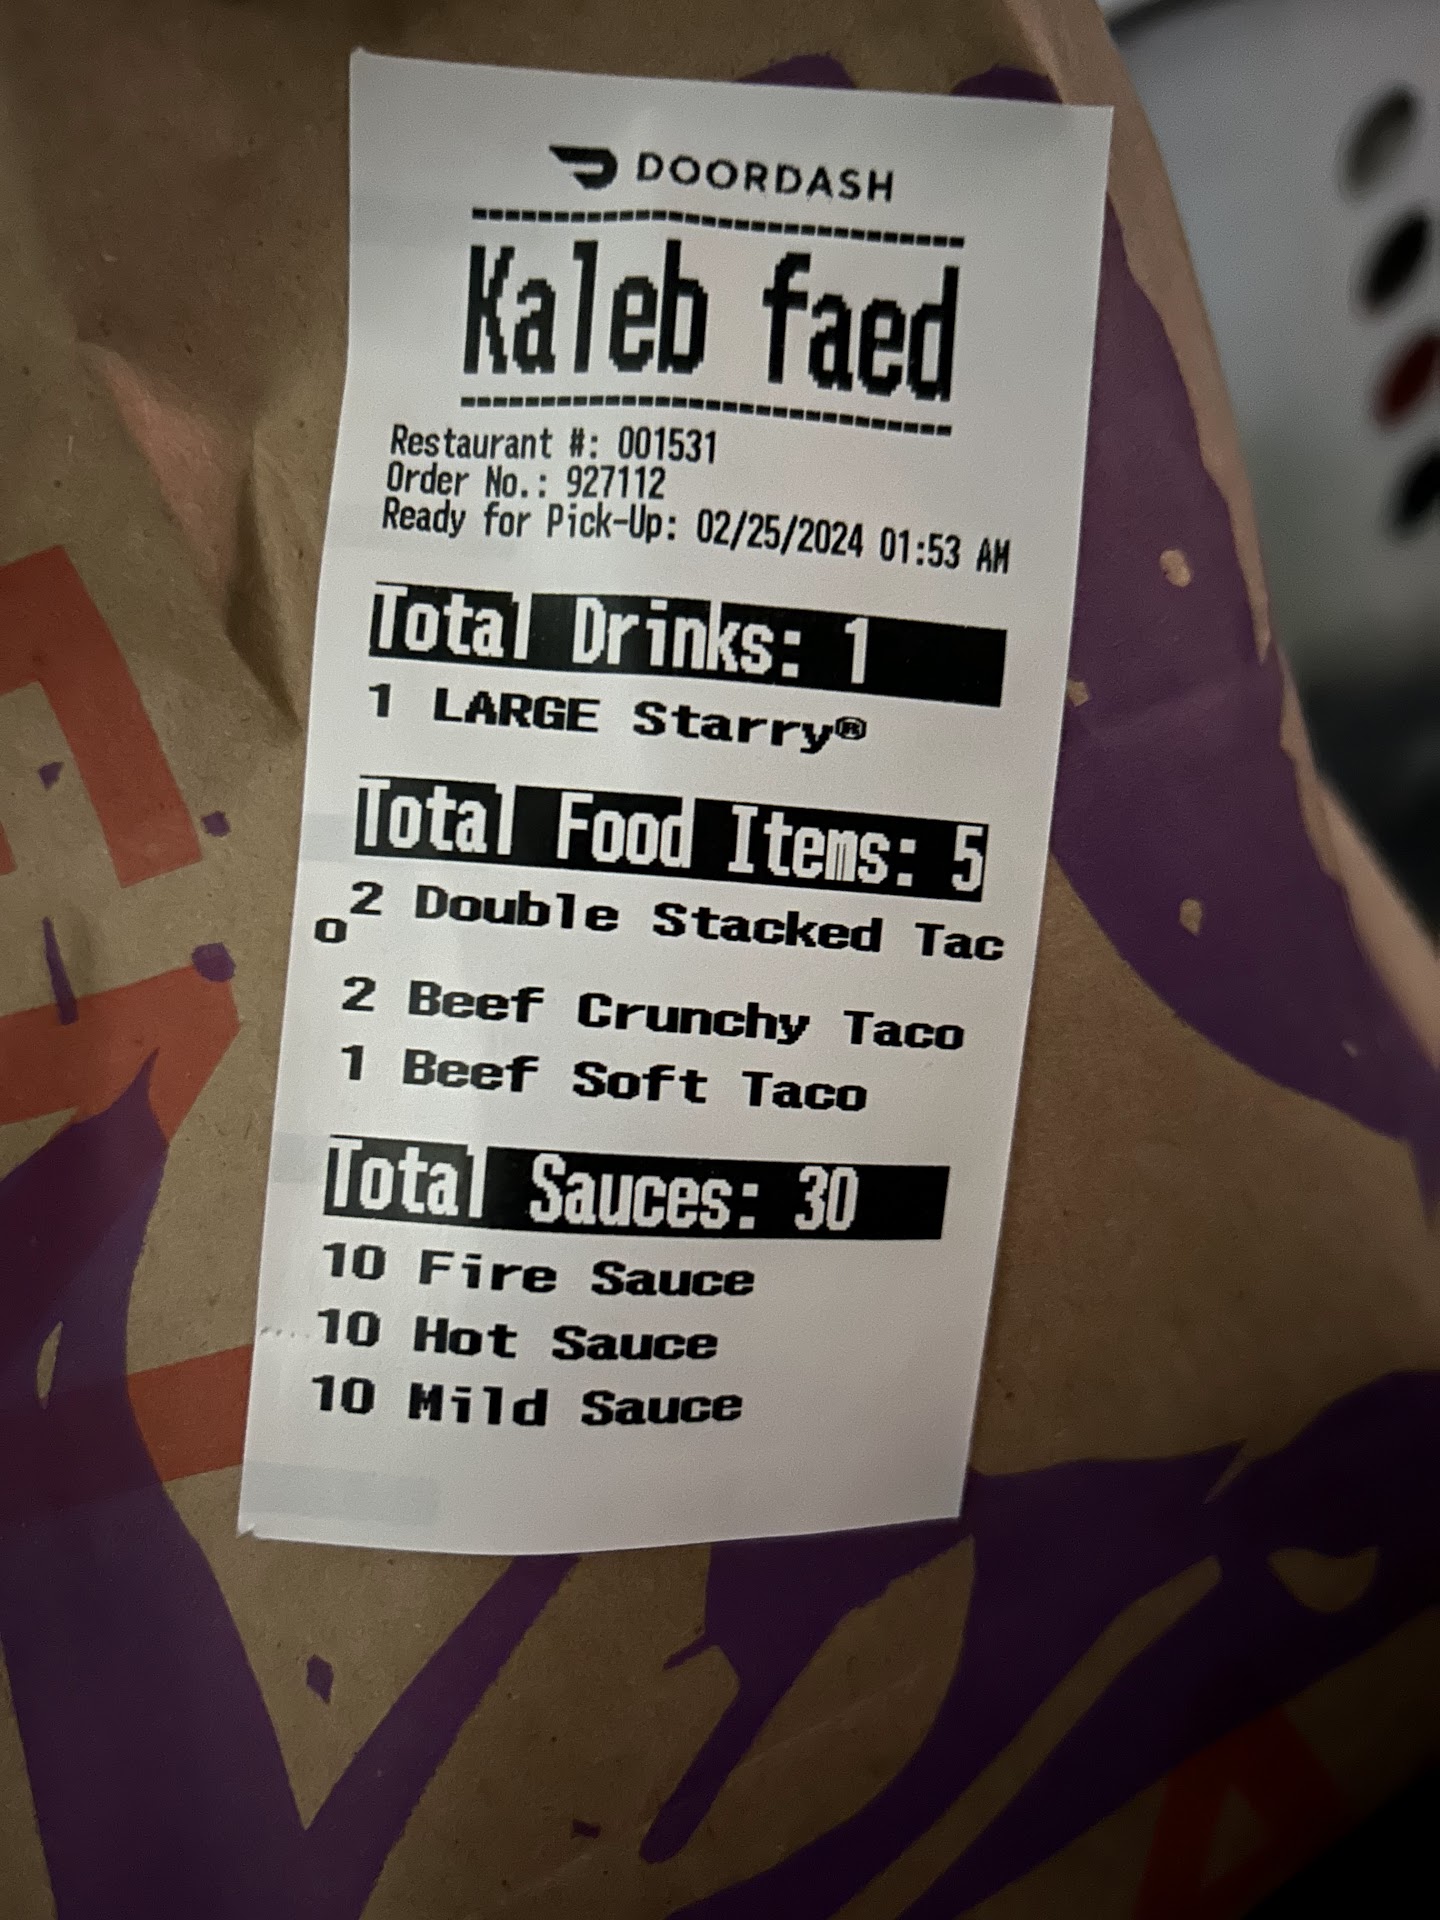 DOORDASH
Kaleb faed
Restaurant #: 001531
Order No.: 927112
Ready for Pick-Up: 02/25/2024 01:53 AM
Total Drinks: 1
1 LARGE Starry®
Total Food Items: 5
2 Double Stacked Tac
o
2 Beef Crunchy Taco
1 Beef Soft Taco
Total Sauces: 30
10 Fire Sauce
10 Hot Sauce
10 Mild Sauce